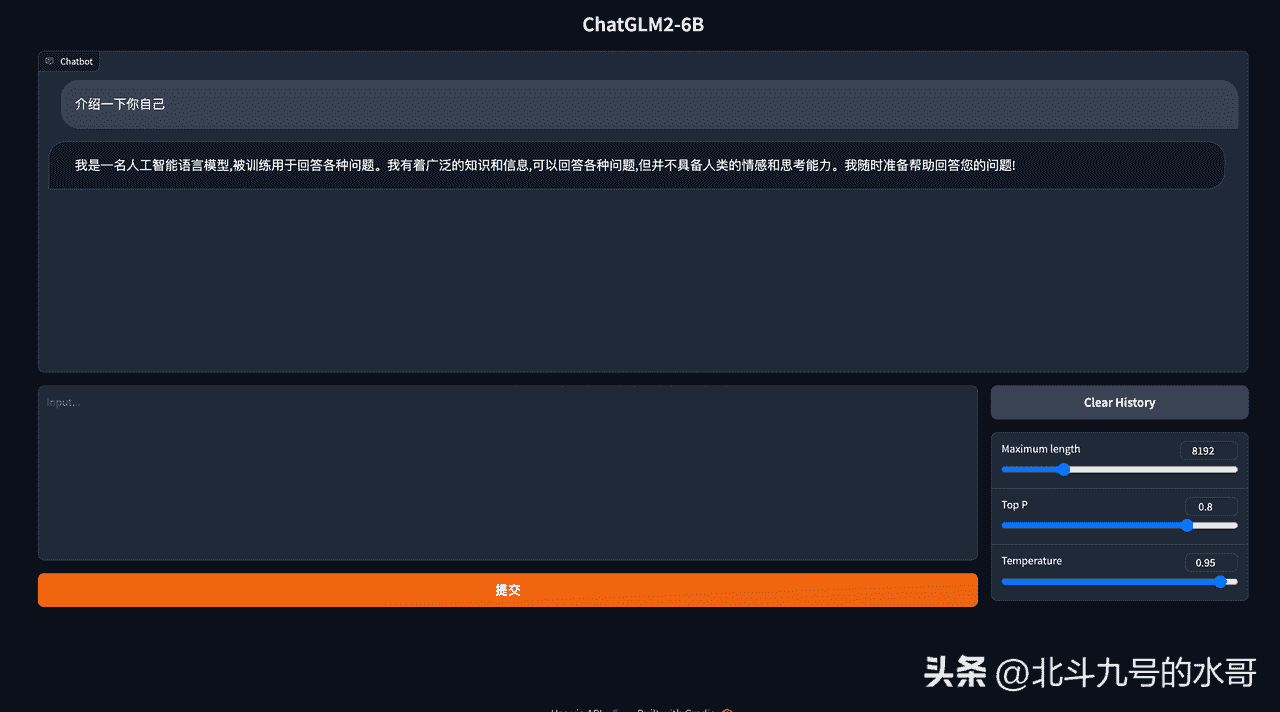 ChatGLM2-6B
Chatbot
介绍一下你自己
我是一名人工智能语言模型,被训练用于回答各种问题。我有着广泛的知识和信息,可以回答各种问题,但并不具备人类的情感和思考能力。我随时准备帮助回答您的问题!
Input...
Clear History
Maximum length
8192
Top P
0.8
Temperature
0.95
提交
头条 @北斗九号的水哥